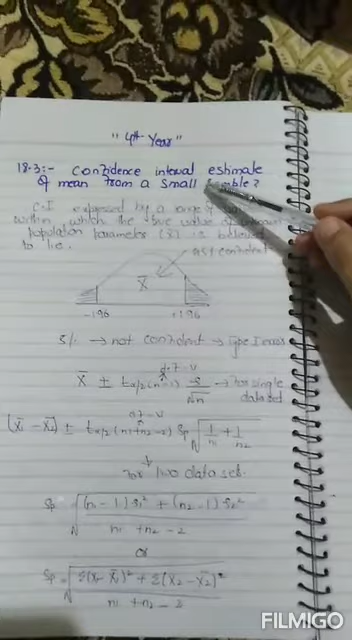 " 4th Year "
18.3:- Confidence interval estimate
of mean from a small sample?
C.I expressed by a range of
within which the true value
population parameter (x̄) is believed
to lie.
95% confident
X̄
-1.96 +1.96
5% → not confident → Type I error
d.f = v
X̄ ± tα/2(n-1) s/√n → For single
data set
d.f = v
(x̄1 - x̄2) ± tα/2(n1+n2-2) Sp √(1/n1 + 1/n2)
↓
For two data set.
Sp = √((n1 - 1)s1² + (n2 - 1)s2² / n1 + n2 - 2)
or
Sp = √(Σ(x1 - x̄1)² + Σ(x2 - x̄2)² / n1 + n2 - 2)
FILMIGO